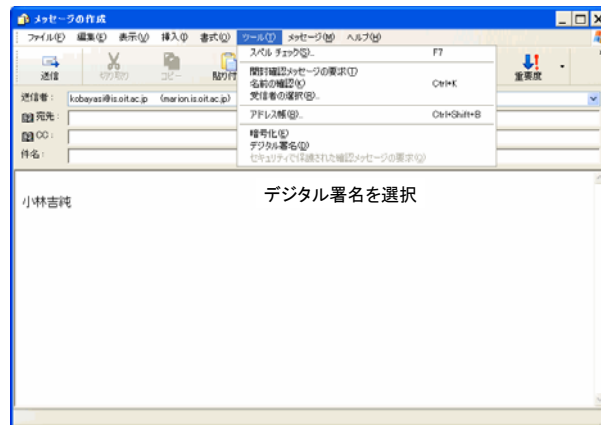 メッセージの作成
ファイル(F) 編集(E) 表示(V) 挿入(I) 書式(O) ツール(T) メッセージ(M) ヘルプ(H)
送信 切り取り コピー 貼り付け 重要度
スペル チェック(S)... F7
開封確認メッセージの要求(T)
名前の確認(K) Ctrl+K
受信者の選択(R)...
アドレス帳(B)... Ctrl+Shift+B
暗号化(E)
デジタル署名(D)
セキュリティで保護された確認メッセージの要求(Q)
送信者: kobayasi@is.oit.ac.jp (marion.is.oit.ac.jp)
宛先:
CC:
件名:
デジタル署名を選択
小林吉純